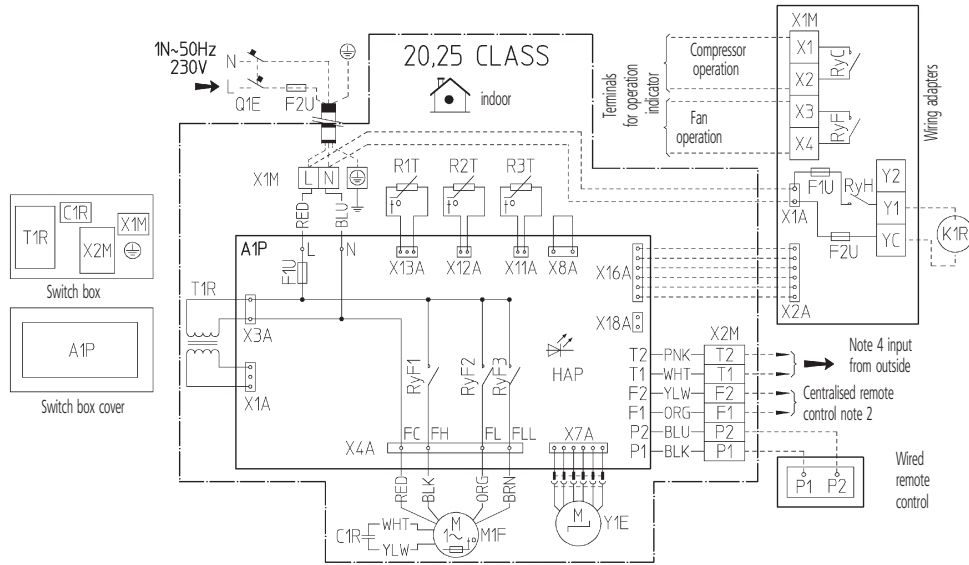 1N~50Hz
230V
N
L
Q1E
F2U
20,25 CLASS
indoor
Terminals
for operation
indicator
Compressor
operation
Fan
operation
X1M
X1
X2
X3
X4
RyC
RyF
Wiring adapters
F1U
RyH
X1A
F2U
Y2
Y1
YC
K1R
X2A
X1M
L N
RED
BLU
R1T
R2T
R3T
t°
t°
t°
A1P
L
N
F1U
X13A
X12A
X11A
X8A
X16A
X18A
T1R
X3A
X1A
RyF1
RyF2
RyF3
HAP
X4A
FC
FH
FL
FLL
X7A
T2 PNK T2
T1 WHT T1
F2 YLW F2
F1 ORG F1
P2 BLU P2
P1 BLK P1
X2M
Note 4 input
from outside
Centralised remote
control note 2
Wired
remote
control
P1 P2
RED
BLK
ORG
BRN
C1R
WHT
YLW
M
1~
t°
M1F
M
Y1E
T1R
C1R
X2M
X1M
Switch box
A1P
Switch box cover